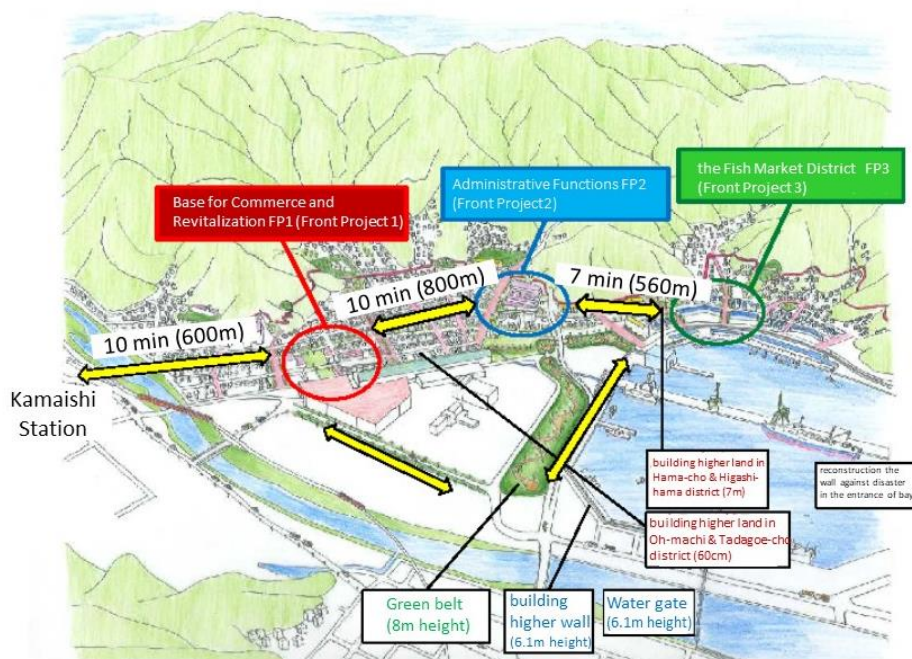 the Fish Market District FP3
(Front Project 3)
Administrative Functions FP2
(Front Project2)
Base for Commerce and
Revitalization FP1 (Front Project 1)
7 min (560m)
10 min (800m)
10 min (600m)
Kamaishi
Station
building higher land in
Hama-cho & Higashi-
hama district (7m)
reconstruction the
wall against disaster
in the entrance of bay
building higher land in
Oh-machi & Tadagoe-cho
district (60cm)
Green belt
(8m height)
building
higher wall
(6.1m height)
Water gate
(6.1m height)